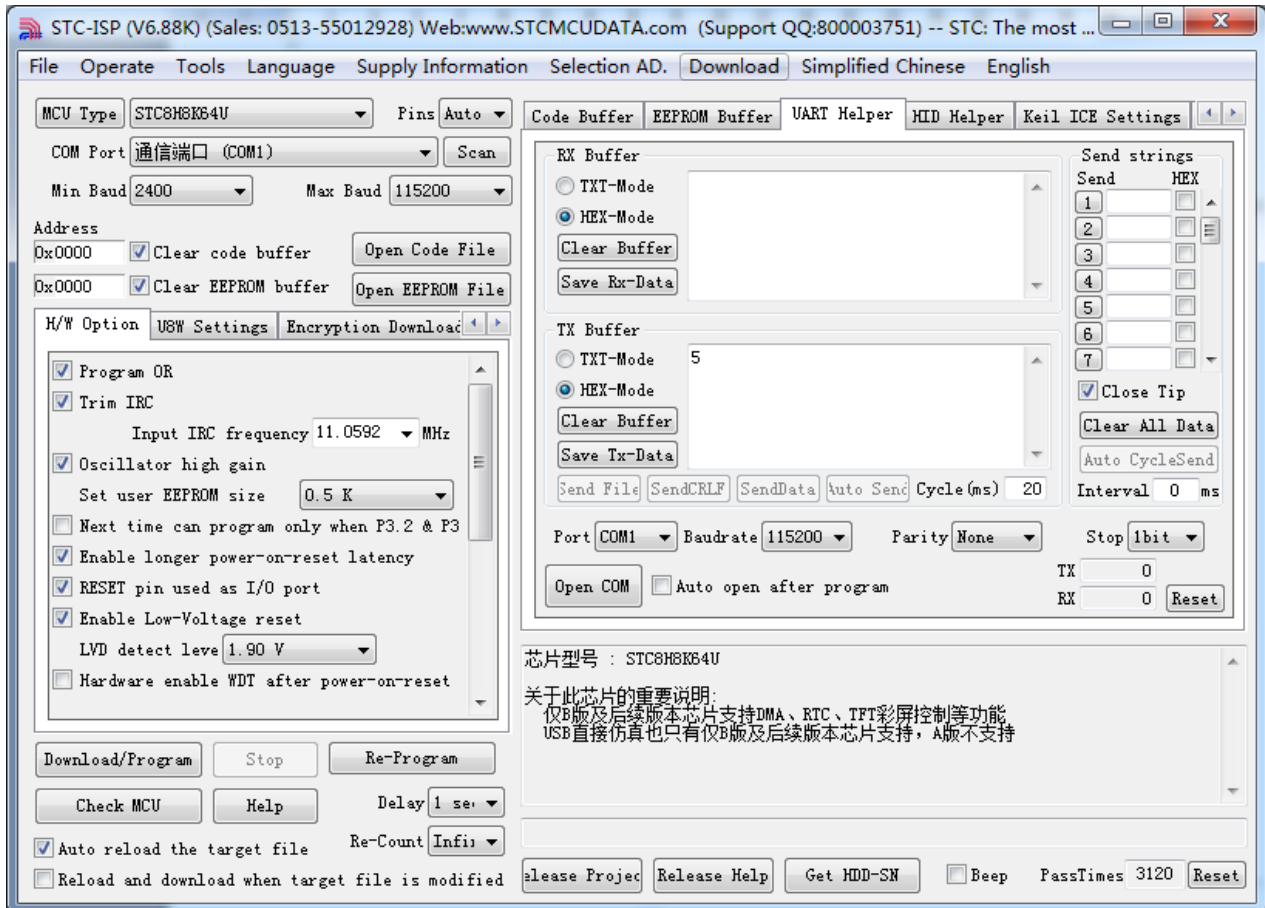 STC-ISP (V6.88K) (Sales: 0513-55012928) Web:www.STCMCUDATA.com (Support QQ:800003751) -- STC: The most ...
File Operate Tools Language Supply Information Selection AD. Download Simplified Chinese English
MCU Type STC8H8K64U Pins Auto
COM Port 通信端口 (COM1) Scan
Min Baud 2400 Max Baud 115200
Address
0x0000 Clear code buffer Open Code File
0x0000 Clear EEPROM buffer Open EEPROM File
H/W Option U8W Settings Encryption Download
Program OR
Trim IRC
Input IRC frequency 11.0592 MHz
Oscillator high gain
Set user EEPROM size 0.5 K
Next time can program only when P3.2 & P3
Enable longer power-on-reset latency
RESET pin used as I/O port
Enable Low-Voltage reset
LVD detect leve 1.90 V
Hardware enable WDT after power-on-reset
Download/Program Stop Re-Program
Check MCU Help Delay 1 se
Auto reload the target file Re-Count Infi
Reload and download when target file is modified
Code Buffer EEPROM Buffer UART Helper HID Helper Keil ICE Settings
RX Buffer
TXT-Mode
HEX-Mode
Clear Buffer
Save Rx-Data
TX Buffer
TXT-Mode 5
HEX-Mode
Clear Buffer
Save Tx-Data
Send File SendCRLF SendData Auto Send Cycle(ms) 20
Send strings
Send HEX
1
2
3
4
5
6
7
Close Tip
Clear All Data
Auto CycleSend
Interval 0 ms
Port COM1 Baudrate 115200 Parity None Stop 1bit
Open COM Auto open after program
TX 0
RX 0 Reset
芯片型号 : STC8H8K64U
关于此芯片的重要说明:
仅B版及后续版本芯片支持DMA、RTC、TFT彩屏控制等功能
USB直接仿真也只有仅B版及后续版本芯片支持，A版不支持
elease Projec Release Help Get HDD-SN Beep PassTimes 3120 Reset